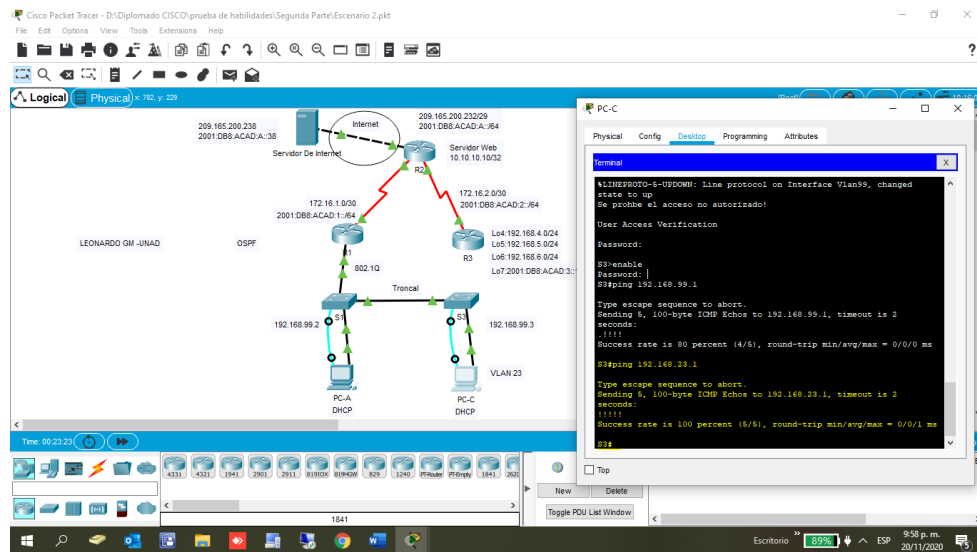 Cisco Packet Tracer - D:\Diplomado CISCO\prueba de habilidades\Segunda Parte\Escenario 2.pkt
File Edit Options View Tools Extensions Help
Logical Physical x: 782, y: 229
209.165.200.238
2001:DB8:ACAD:A::38
Servidor De Internet
Internet
209.165.200.232/29
2001:DB8:ACAD:A::/64
Servidor Web
10.10.10.10/32
R2
172.16.1.0/30
2001:DB8:ACAD:1::/64
172.16.2.0/30
2001:DB8:ACAD:2::/64
LEONARDO GM -UNAD
OSPF
R1
R3
Lo4:192.168.4.0/24
Lo5:192.168.5.0/24
Lo6:192.168.6.0/24
Lo7:2001:DB8:ACAD:3::
802.1Q
Troncal
192.168.99.2
S1
S3
192.168.99.3
VLAN 23
PC-A
DHCP
PC-C
DHCP
PC-C
Physical Config Desktop Programming Attributes
Terminal
X
%LINEPROTO-5-UPDOWN: Line protocol on Interface Vlan99, changed
state to up
Se prohbe el acceso no autorizado!
User Access Verification
Password:
S3>enable
Password:
S3#ping 192.168.99.1
Type escape sequence to abort.
Sending 5, 100-byte ICMP Echos to 192.168.99.1, timeout is 2
seconds:
.!!!!
Success rate is 80 percent (4/5), round-trip min/avg/max = 0/0/0 ms
S3#ping 192.168.23.1
Type escape sequence to abort.
Sending 5, 100-byte ICMP Echos to 192.168.23.1, timeout is 2
seconds:
!!!!!
Success rate is 100 percent (5/5), round-trip min/avg/max = 0/0/1 ms
S3#
Top
Time: 00:23:23
4331 4321 1941 2901 2911 819IOX 819HGW 829 1240 PT-Router PT-Empty 1841 2620
1841
New Delete
Toggle PDU List Window
Escritorio 89% ESP 9:58 p. m.
20/11/2020